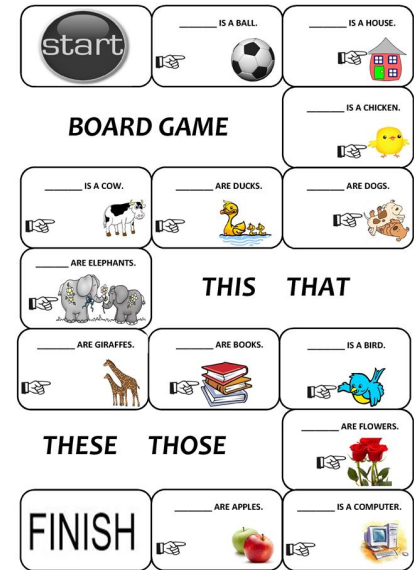 start
_______ IS A BALL.
_______ IS A HOUSE.
_______ IS A CHICKEN.
BOARD GAME
_______ IS A COW.
_______ ARE DUCKS.
_______ ARE DOGS.
_______ ARE ELEPHANTS.
THIS THAT
_______ ARE GIRAFFES.
_______ ARE BOOKS.
_______ IS A BIRD.
THESE THOSE
_______ ARE FLOWERS.
FINISH
_______ ARE APPLES.
_______ IS A COMPUTER.